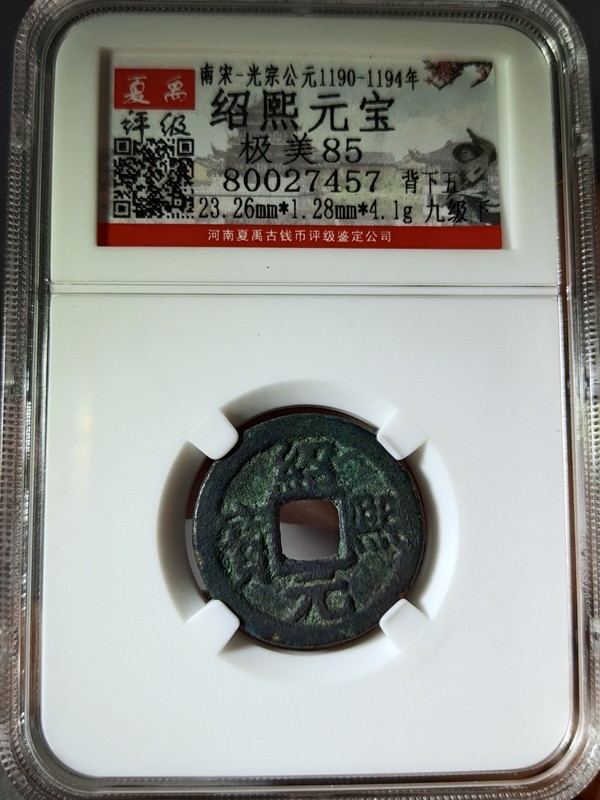 夏禹
评级
南宋-光宗公元1190-1194年
绍熙元宝
极美85
80027457 背下五
23.26mm*1.28mm*4.1g 九级下
河南夏禹古钱币评级鉴定公司
紹
寶 熙
元